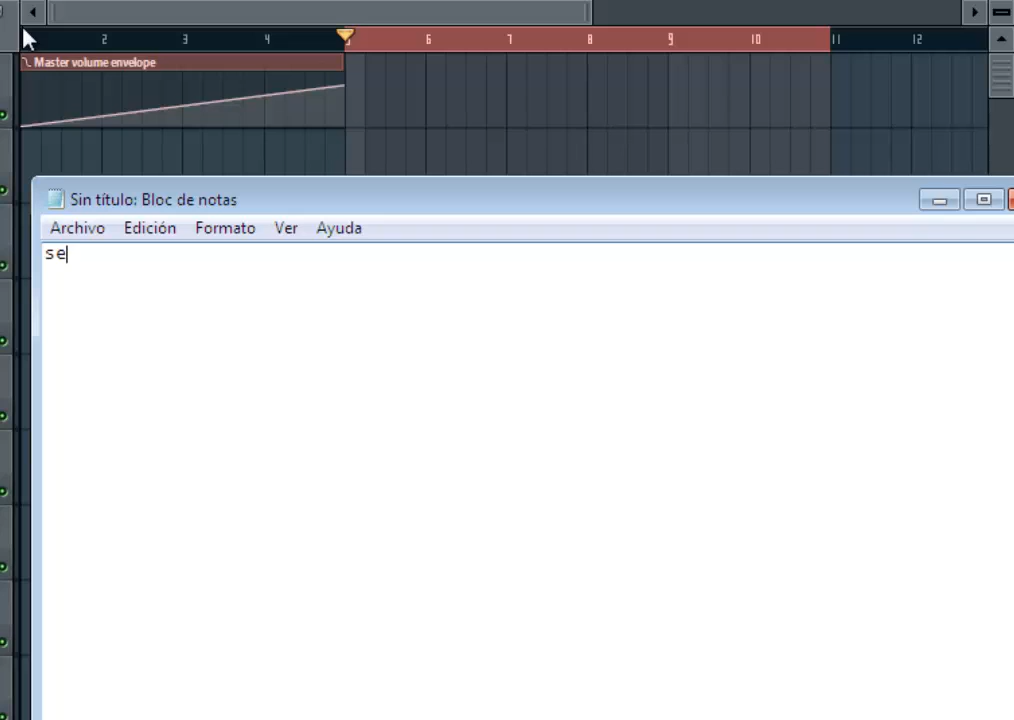 2 3 4 5 6 7 8 9 10 11 12
Master volume envelope
Sin título: Bloc de notas
Archivo Edición Formato Ver Ayuda
se